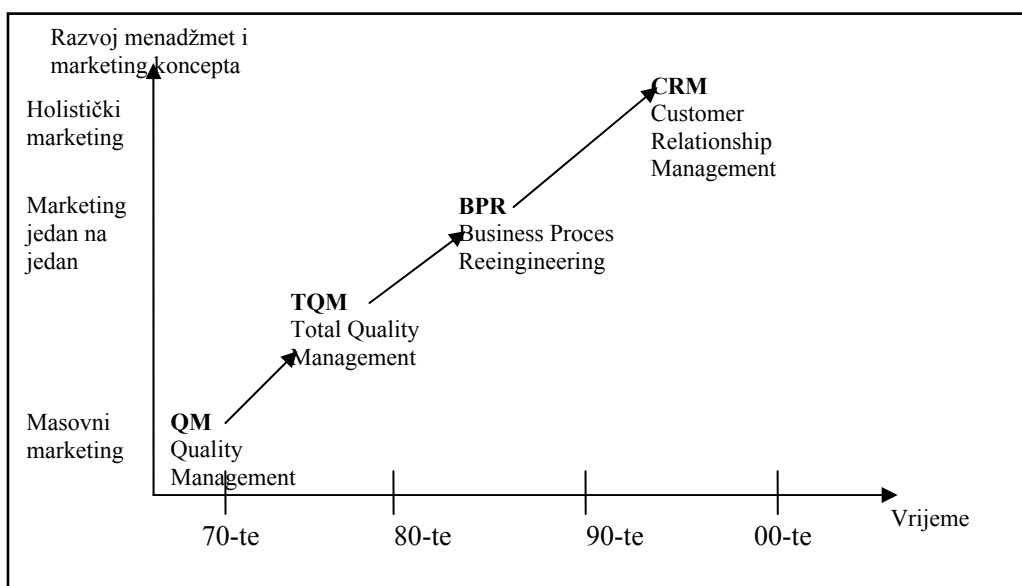 Razvoj menadžmet i
marketing koncepta
Holistički
marketing
CRM
Customer
Relationship
Management
Marketing
jedan na
jedan
BPR
Business Proces
Reeingineering
TQM
Total Quality
Management
Masovni
marketing
QM
Quality
Management
70-te
80-te
90-te
00-te
Vrijeme